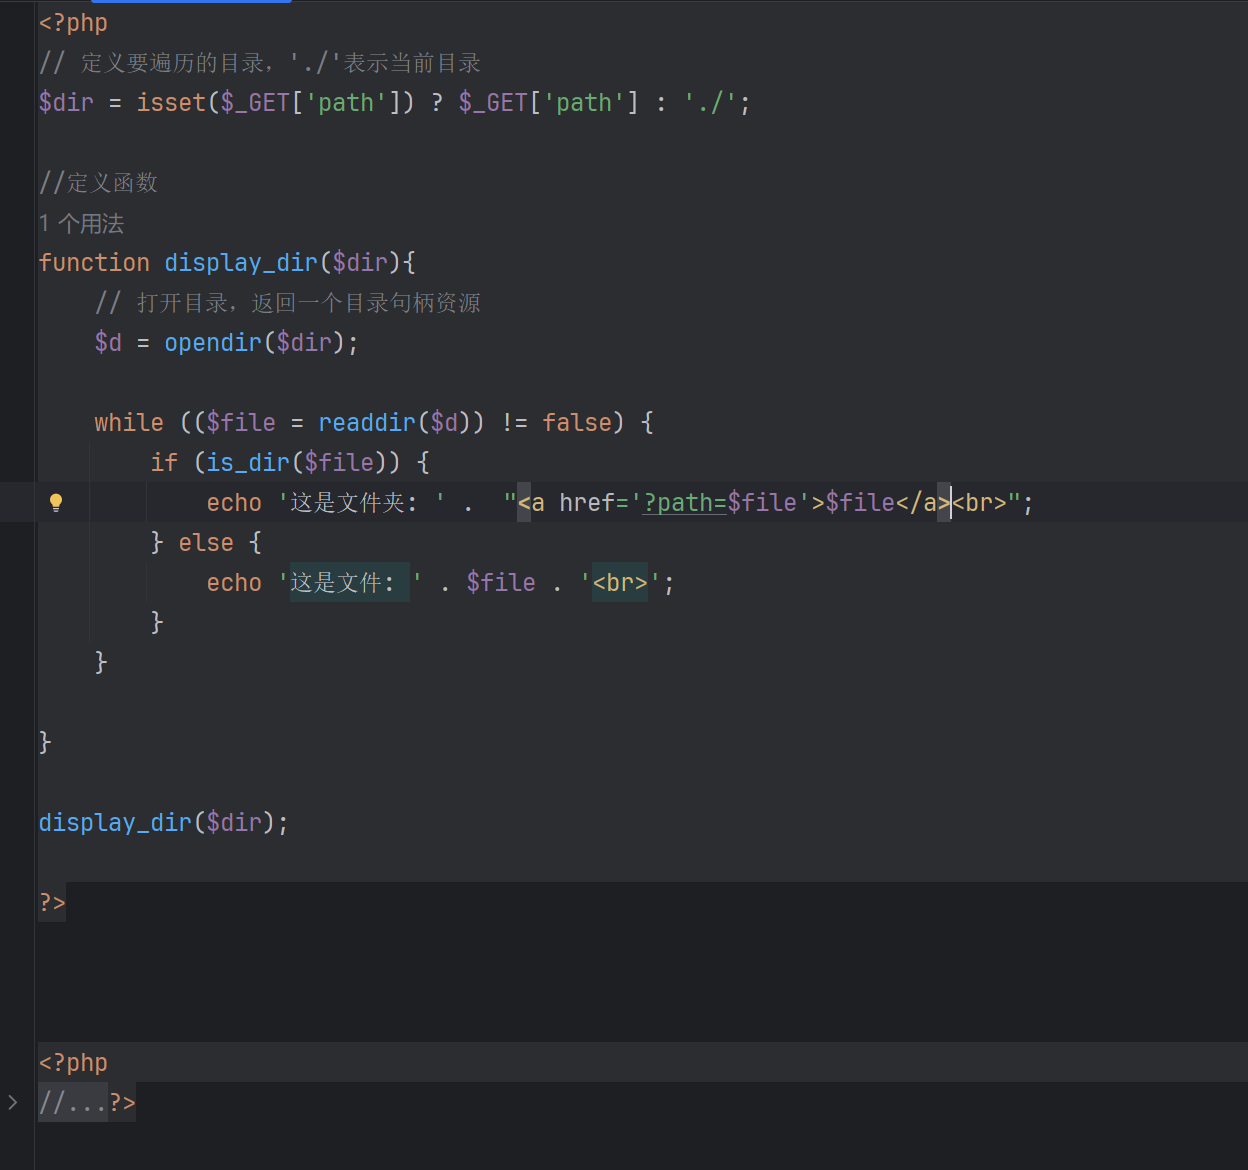 <?php
// 定义要遍历的目录，'./'表示当前目录
$dir = isset($_GET['path']) ? $_GET['path'] : './';
//定义函数
1 个用法
function display_dir($dir){
    // 打开目录，返回一个目录句柄资源
    $d = opendir($dir);
    while (($file = readdir($d)) != false) {
        if (is_dir($file)) {
            echo '这是文件夹: ' .  "<a href='?path=$file'>$file</a><br>";
        } else {
            echo '这是文件: ' . $file . '<br>';
        }
    }
}
display_dir($dir);
?>
<?php
//...?>